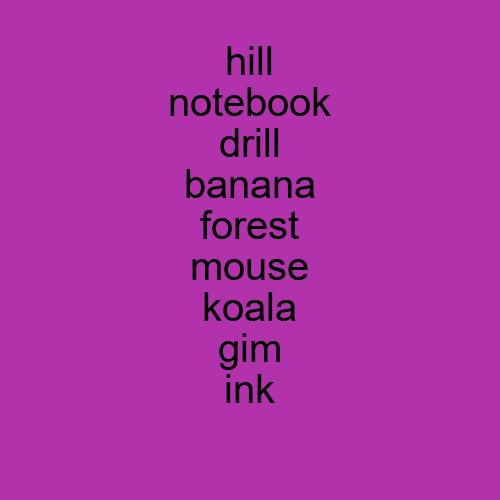 hill
notebook
drill
banana
forest
mouse
koala
gim
ink